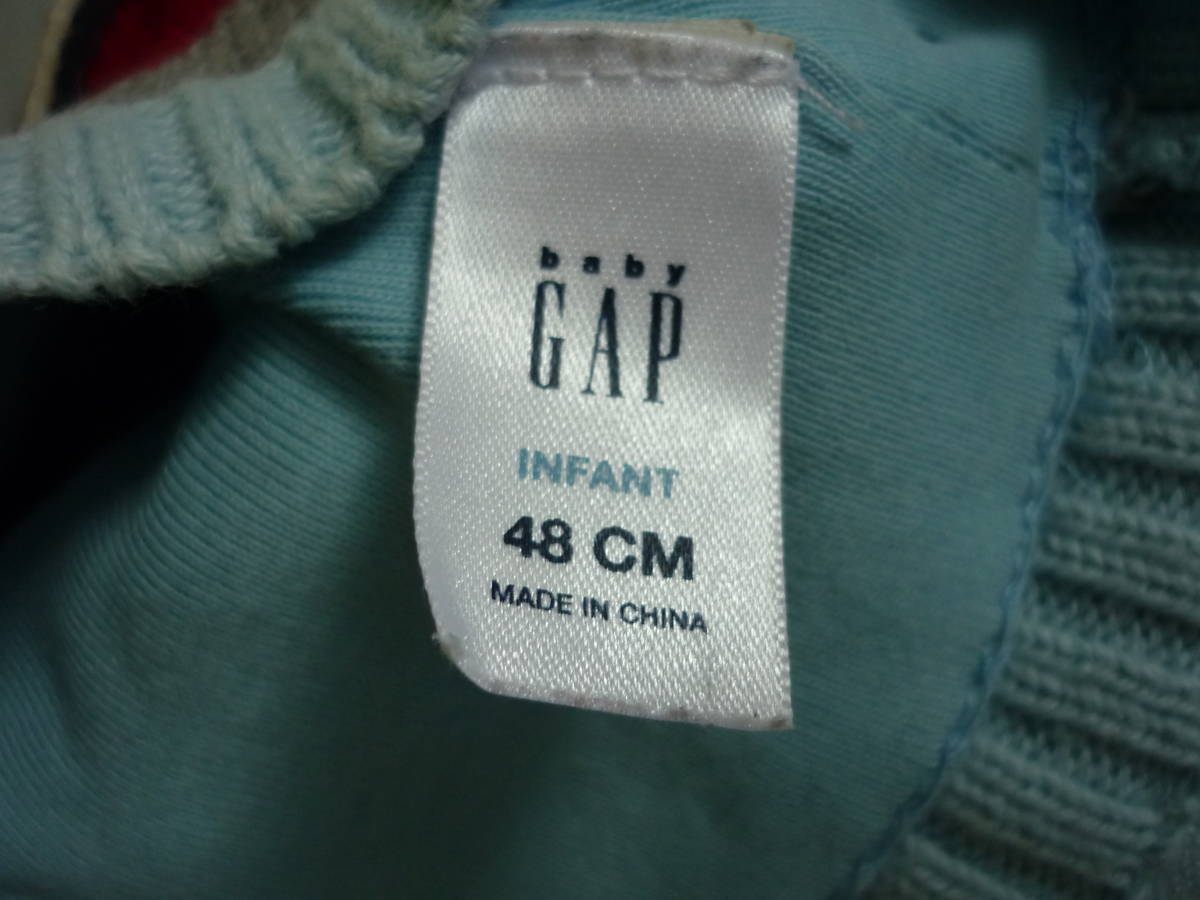 baby
GAP
INFANT
48 CM
MADE IN CHINA